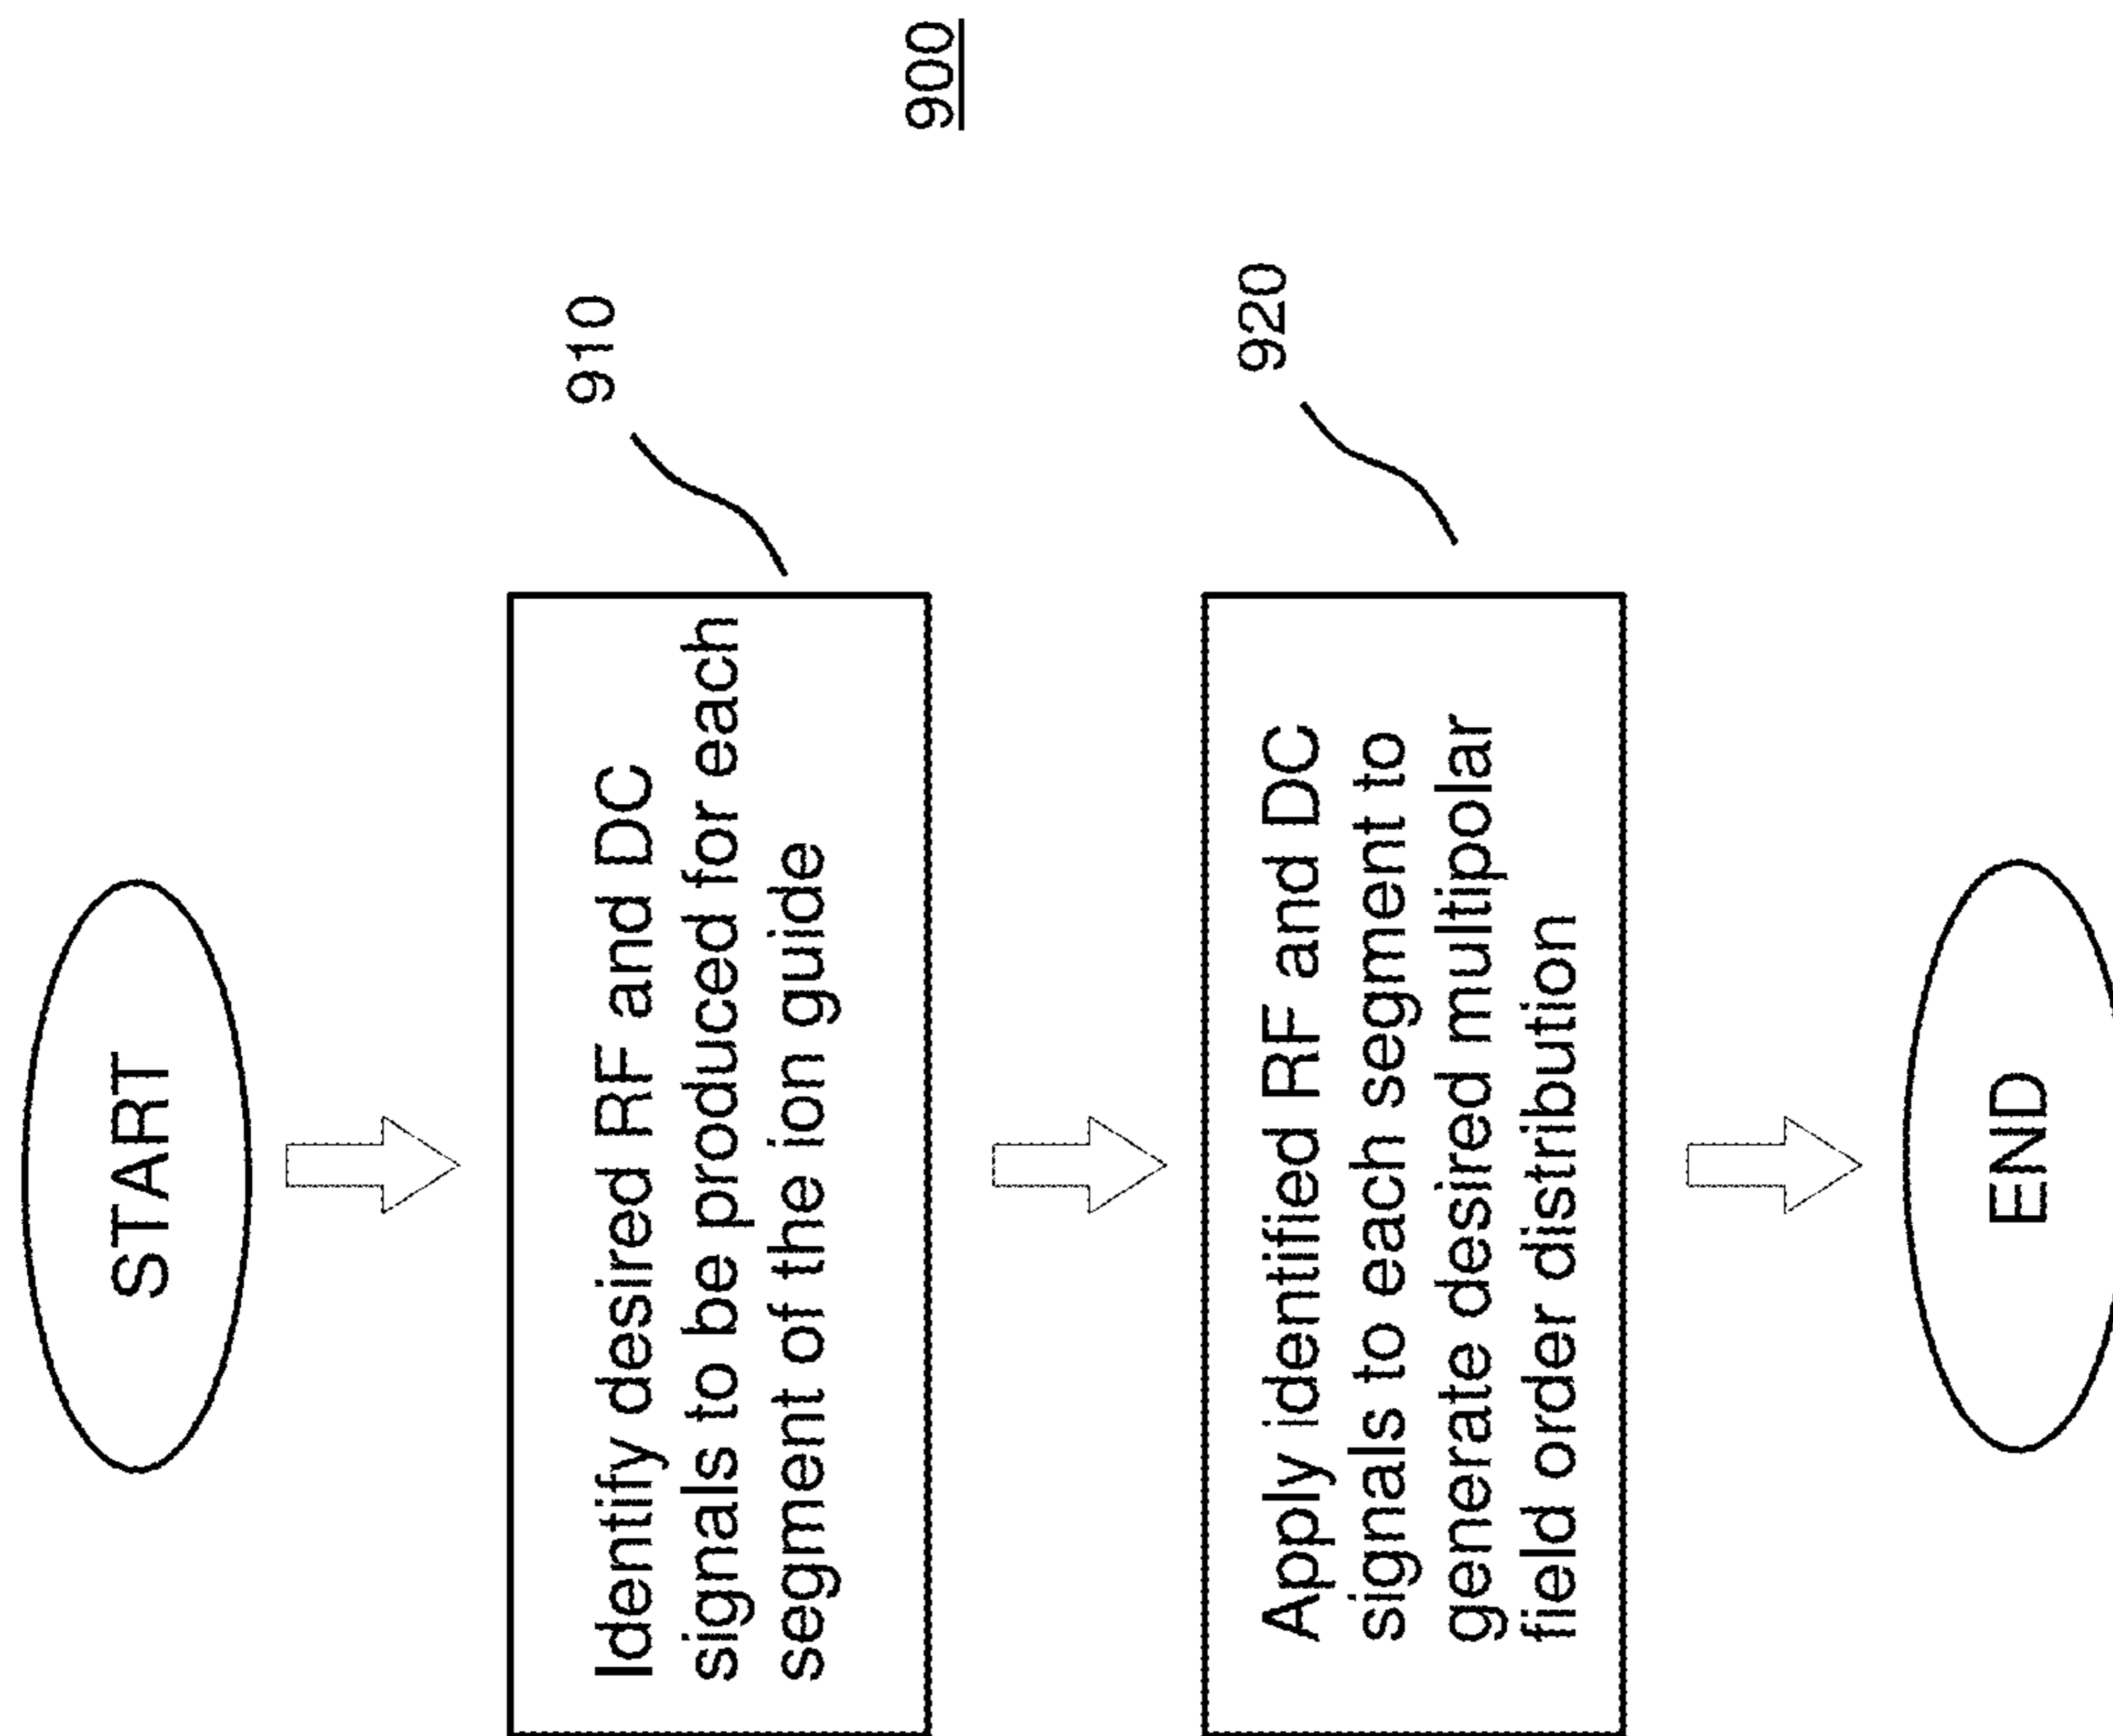 START
Identify desired RF and DC
signals to be produced for each
segment of the ion guide
910
900
Apply identified RF and DC
signals to each segment to
generate desired multipolar
field order distribution
920
END